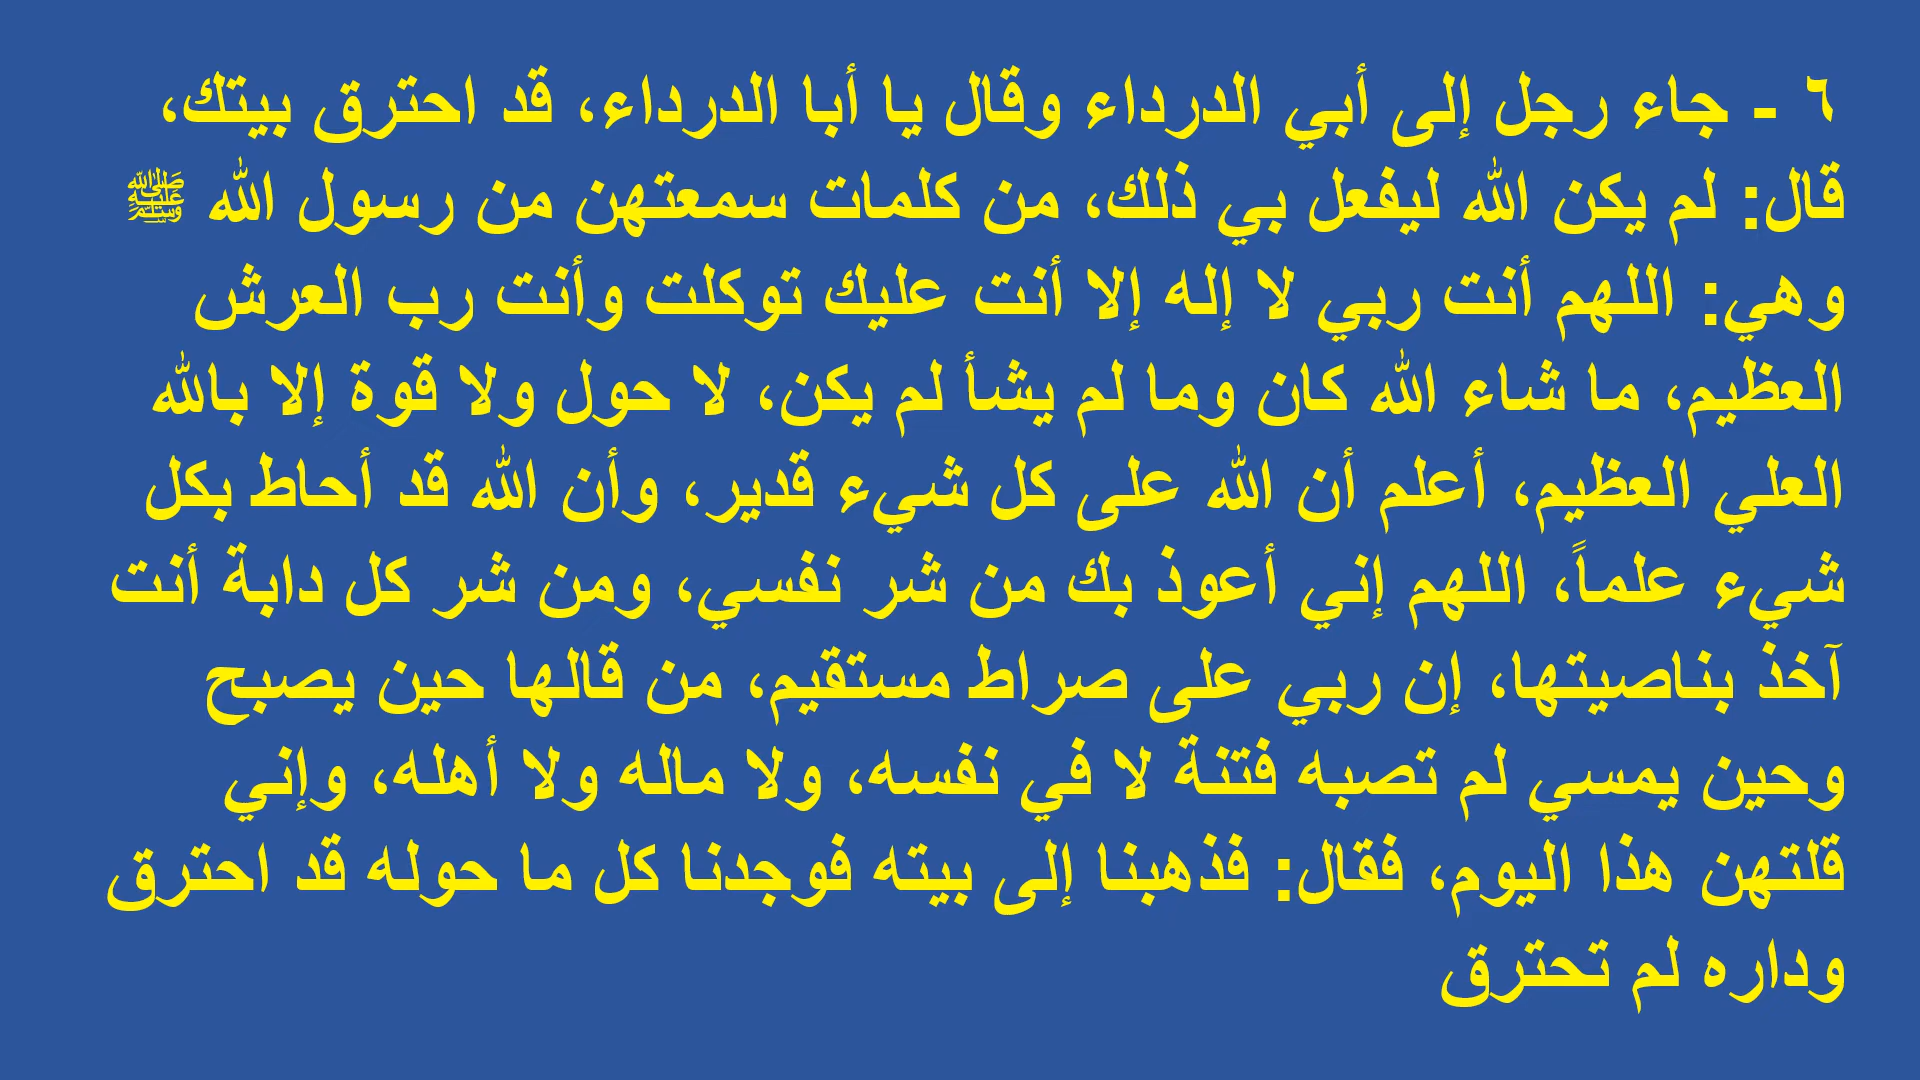 ٦ - جاء رجل إلى أبي الدرداء وقال يا أبا الدرداء، قد احترق بيتك،
قال: لم يكن الله ليفعل بي ذلك، من كلمات سمعتهن من رسول الله ﷺ
وهي: اللهم أنت ربي لا إله إلا أنت عليك توكلت وأنت رب العرش
العظيم، ما شاء الله كان وما لم يشأ لم يكن، لا حول ولا قوة إلا بالله
العلي العظيم، أعلم أن الله على كل شيء قدير، وأن الله قد أحاط بكل
شيء علماً، اللهم إني أعوذ بك من شر نفسي، ومن شر كل دابة أنت
آخذ بناصيتها، إن ربي على صراط مستقيم، من قالها حين يصبح
وحين يمسي لم تصبه فتنة لا في نفسه، ولا ماله ولا أهله، وإني
قلتهن هذا اليوم، فقال: فذهبنا إلى بيته فوجدنا كل ما حوله قد احترق
وداره لم تحترق